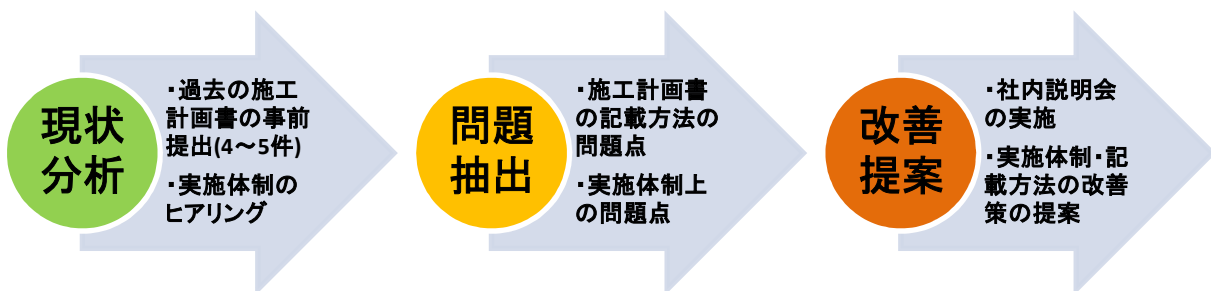 現状
分析
・過去の施工
計画書の事前
提出(4～5件)
・実施体制の
ヒアリング
問題
抽出
・施工計画書
の記載方法の
問題点
・実施体制上
の問題点
改善
提案
・社内説明会
の実施
・実施体制・記
載方法の改善
策の提案